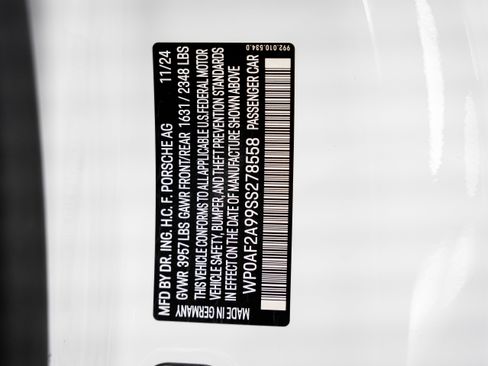 MFD BY DR. ING. H.C. F. PORSCHE AG 11/24
GVWR 3957LBS GAWR FRONT/REAR 1631/ 2348 LBS
THIS VEHICLE CONFORMS TO ALL APPLICABLE U.S. FEDERAL MOTOR
VEHICLE SAFETY, BUMPER, AND THEFT PREVENTION STANDARDS
IN EFFECT ON THE DATE OF MANUFACTURE SHOWN ABOVE
WP0AF2A99SS278558 PASSENGER CAR
MADE IN GERMANY
992.010.534.0